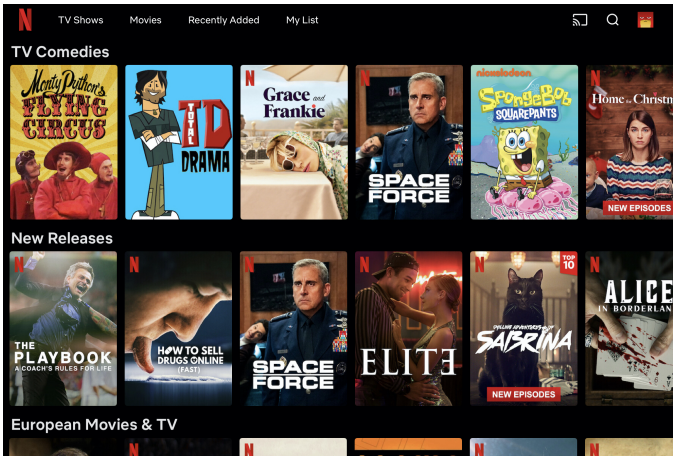 TV Shows Movies Recently Added My List
TV Comedies
Monty Python's
FLYING
CIRCUS
TOTAL
TD
DRAMA
N
Grace and
Frankie
N
SPACE
FORCE
nickelodeon
SpongeBob
SQUAREPANTS
N
Home for Christm
NEW EPISODES
New Releases
N
THE
PLAYBOOK
A COACH'S RULES FOR LIFE
N
HOW TO SELL
DRUGS ONLINE
(FAST)
N
SPACE
FORCE
N
ELITE
N
TOP
10
CHILLING ADVENTURES OF
SABRINA
NEW EPISODES
N
ALICE
IN BORDERLAN
European Movies & TV